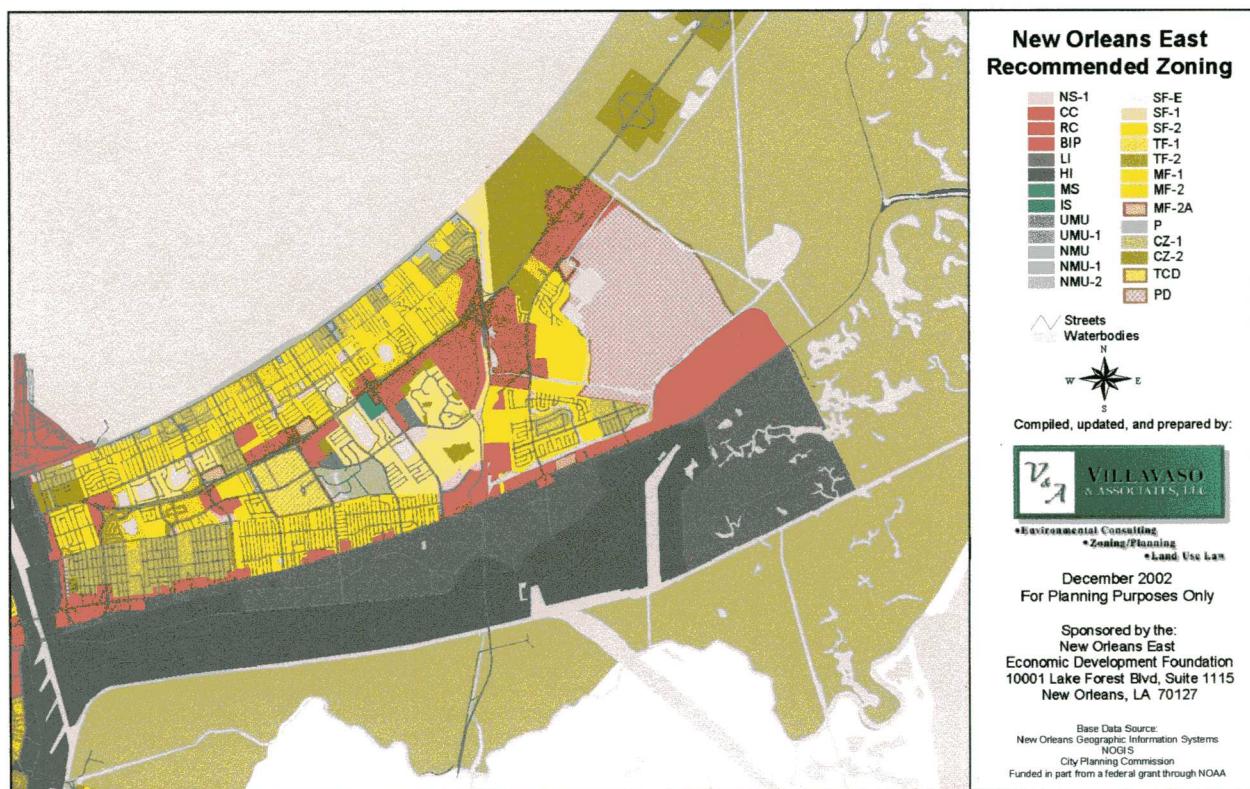 New Orleans East
Recommended Zoning
NS-1
CC
RC
BIP
LI
HI
MS
IS
UMU
UMU-1
NMU
NMU-1
NMU-2
SF-E
SF-1
SF-2
TF-1
TF-2
MF-1
MF-2
MF-2A
P
CZ-1
CZ-2
TCD
PD
Streets
Waterbodies
N
W E
S
Compiled, updated, and prepared by:
V & A
VILLAVASO
& ASSOCIATES, LLC
•Environmental Consulting
•Zoning/Planning
•Land Use Law
December 2002
For Planning Purposes Only
Sponsored by the:
New Orleans East
Economic Development Foundation
10001 Lake Forest Blvd, Suite 1115
New Orleans, LA 70127
Base Data Source:
New Orleans Geographic Information Systems
NOGIS
City Planning Commission
Funded in part from a federal grant through NOAA